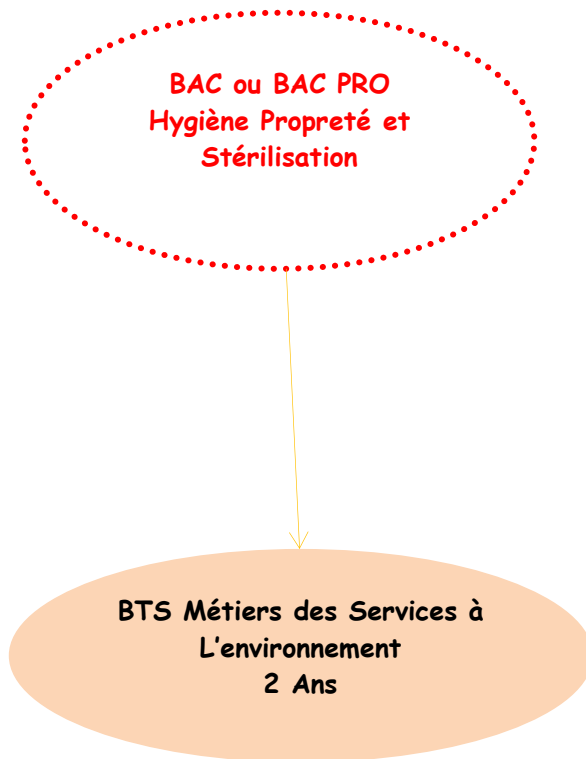 BAC ou BAC PRO
Hygiène Propreté et
Stérilisation
BTS Métiers des Services à
L'environnement
2 Ans